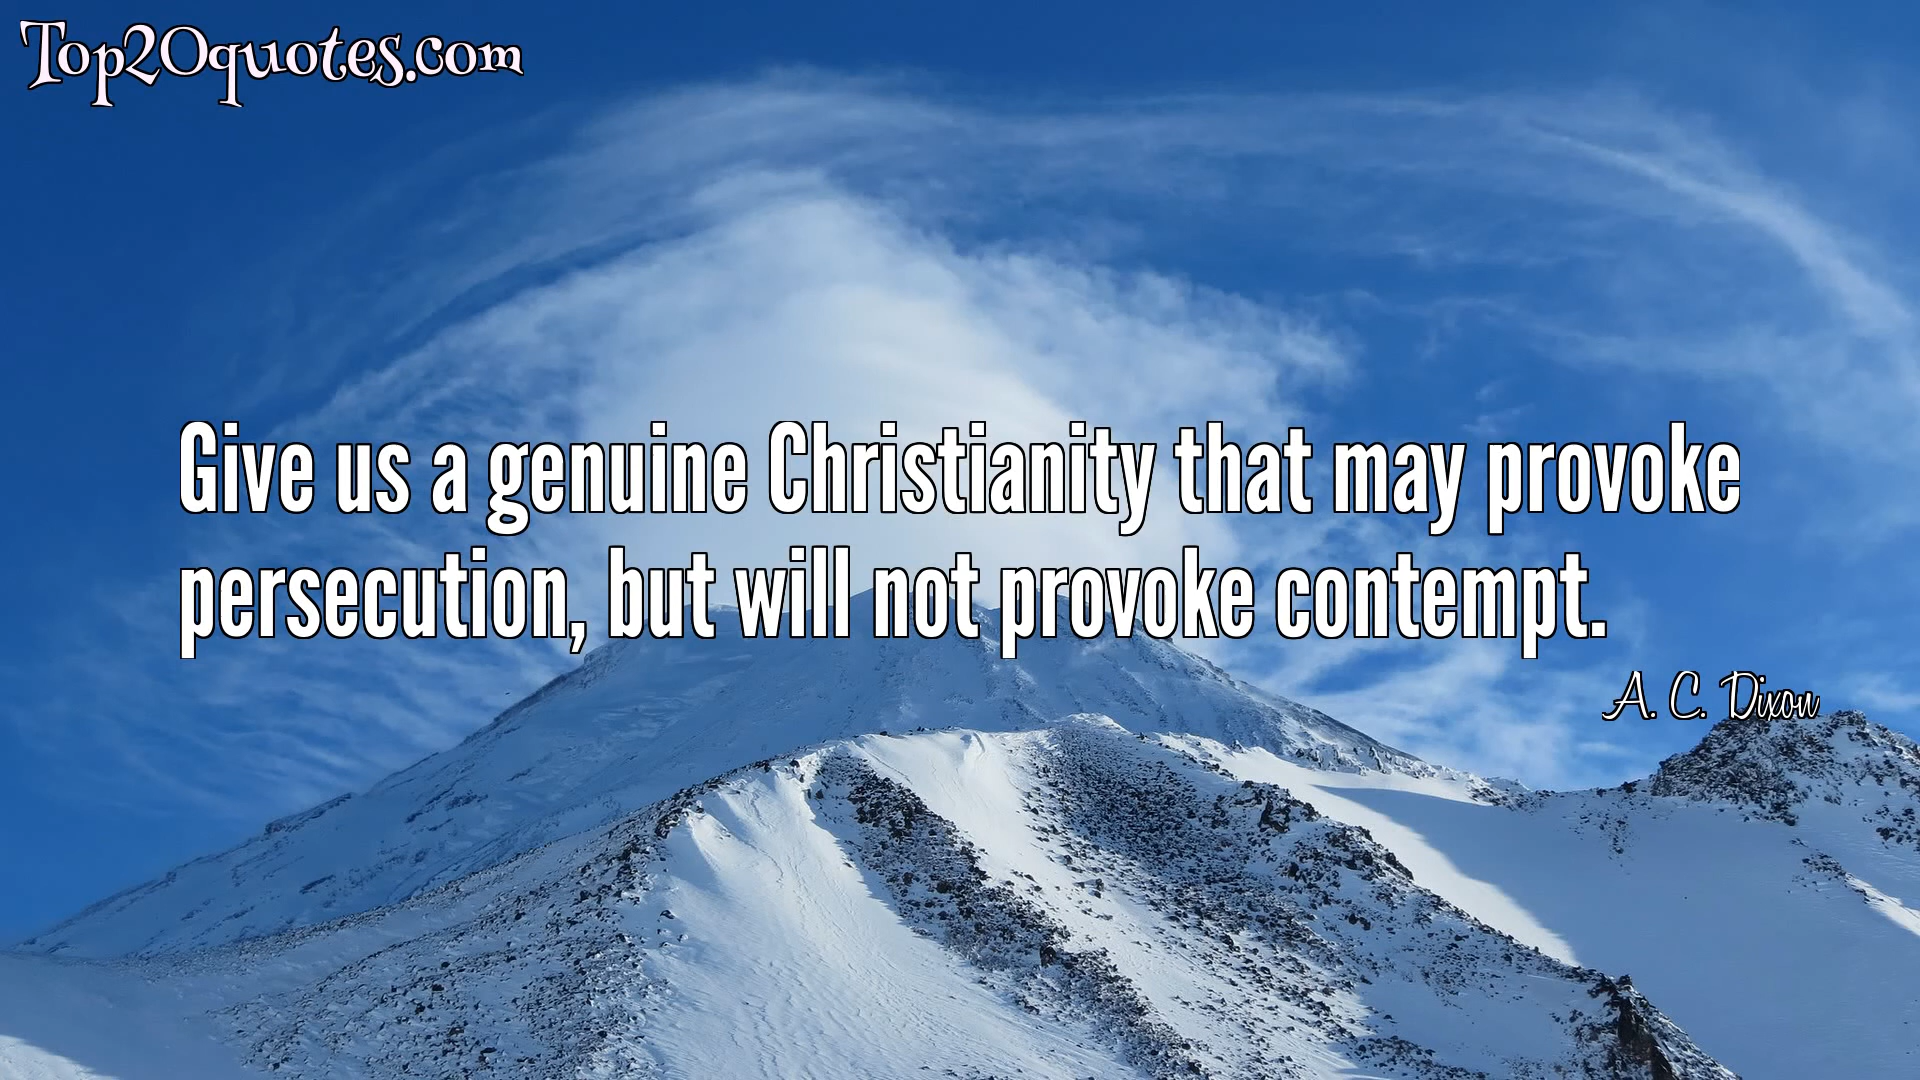 Top20quotes.com
Give us a genuine Christianity that may provoke
persecution, but will not provoke contempt.
A. C. Dixon